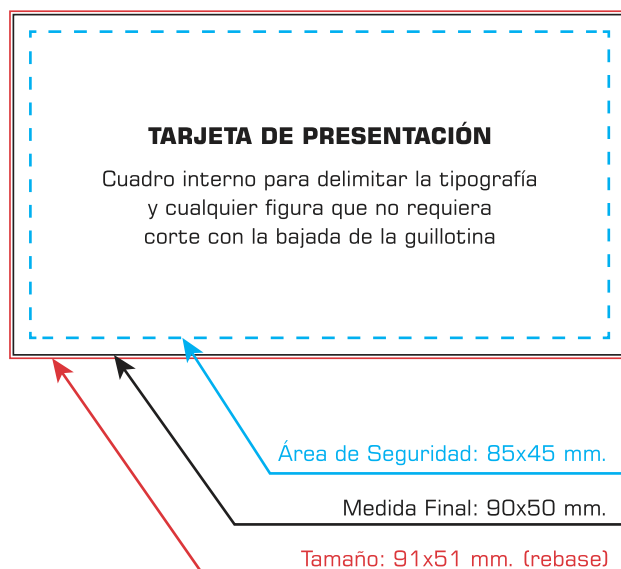 TARJETA DE PRESENTACIÓN
Cuadro interno para delimitar la tipografía
y cualquier figura que no requiera
corte con la bajada de la guillotina
Área de Seguridad: 85x45 mm.
Medida Final: 90x50 mm.
Tamaño: 91x51 mm. (rebase)